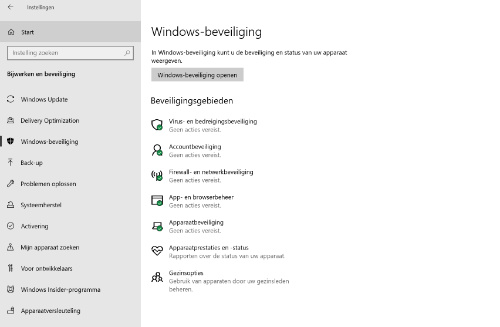 Instellingen
Start
Instelling zoeken
Bijwerken en beveiliging
Windows Update
Delivery Optimization
Windows-beveiliging
Back-up
Problemen oplossen
Systeemherstel
Activering
Mijn apparaat zoeken
Voor ontwikkelaars
Windows Insider-programma
Apparaatversleuteling
Windows-beveiliging
In Windows-beveiliging kunt u de beveiliging en status van uw apparaat
weergeven.
Windows-beveiliging openen
Beveiligingsgebieden
Virus- en bedreigingsbeveiliging
Geen acties vereist.
Accountbeveiliging
Geen acties vereist.
Firewall- en netwerkbeveiliging
Geen acties vereist.
App- en browserbeheer
Geen acties vereist.
Apparaatbeveiliging
Geen acties vereist.
Apparaatprestaties en -status
Rapporten over de status van uw apparaat
Gezinsopties
Gebruik van apparaten door uw gezinsleden
beheren.